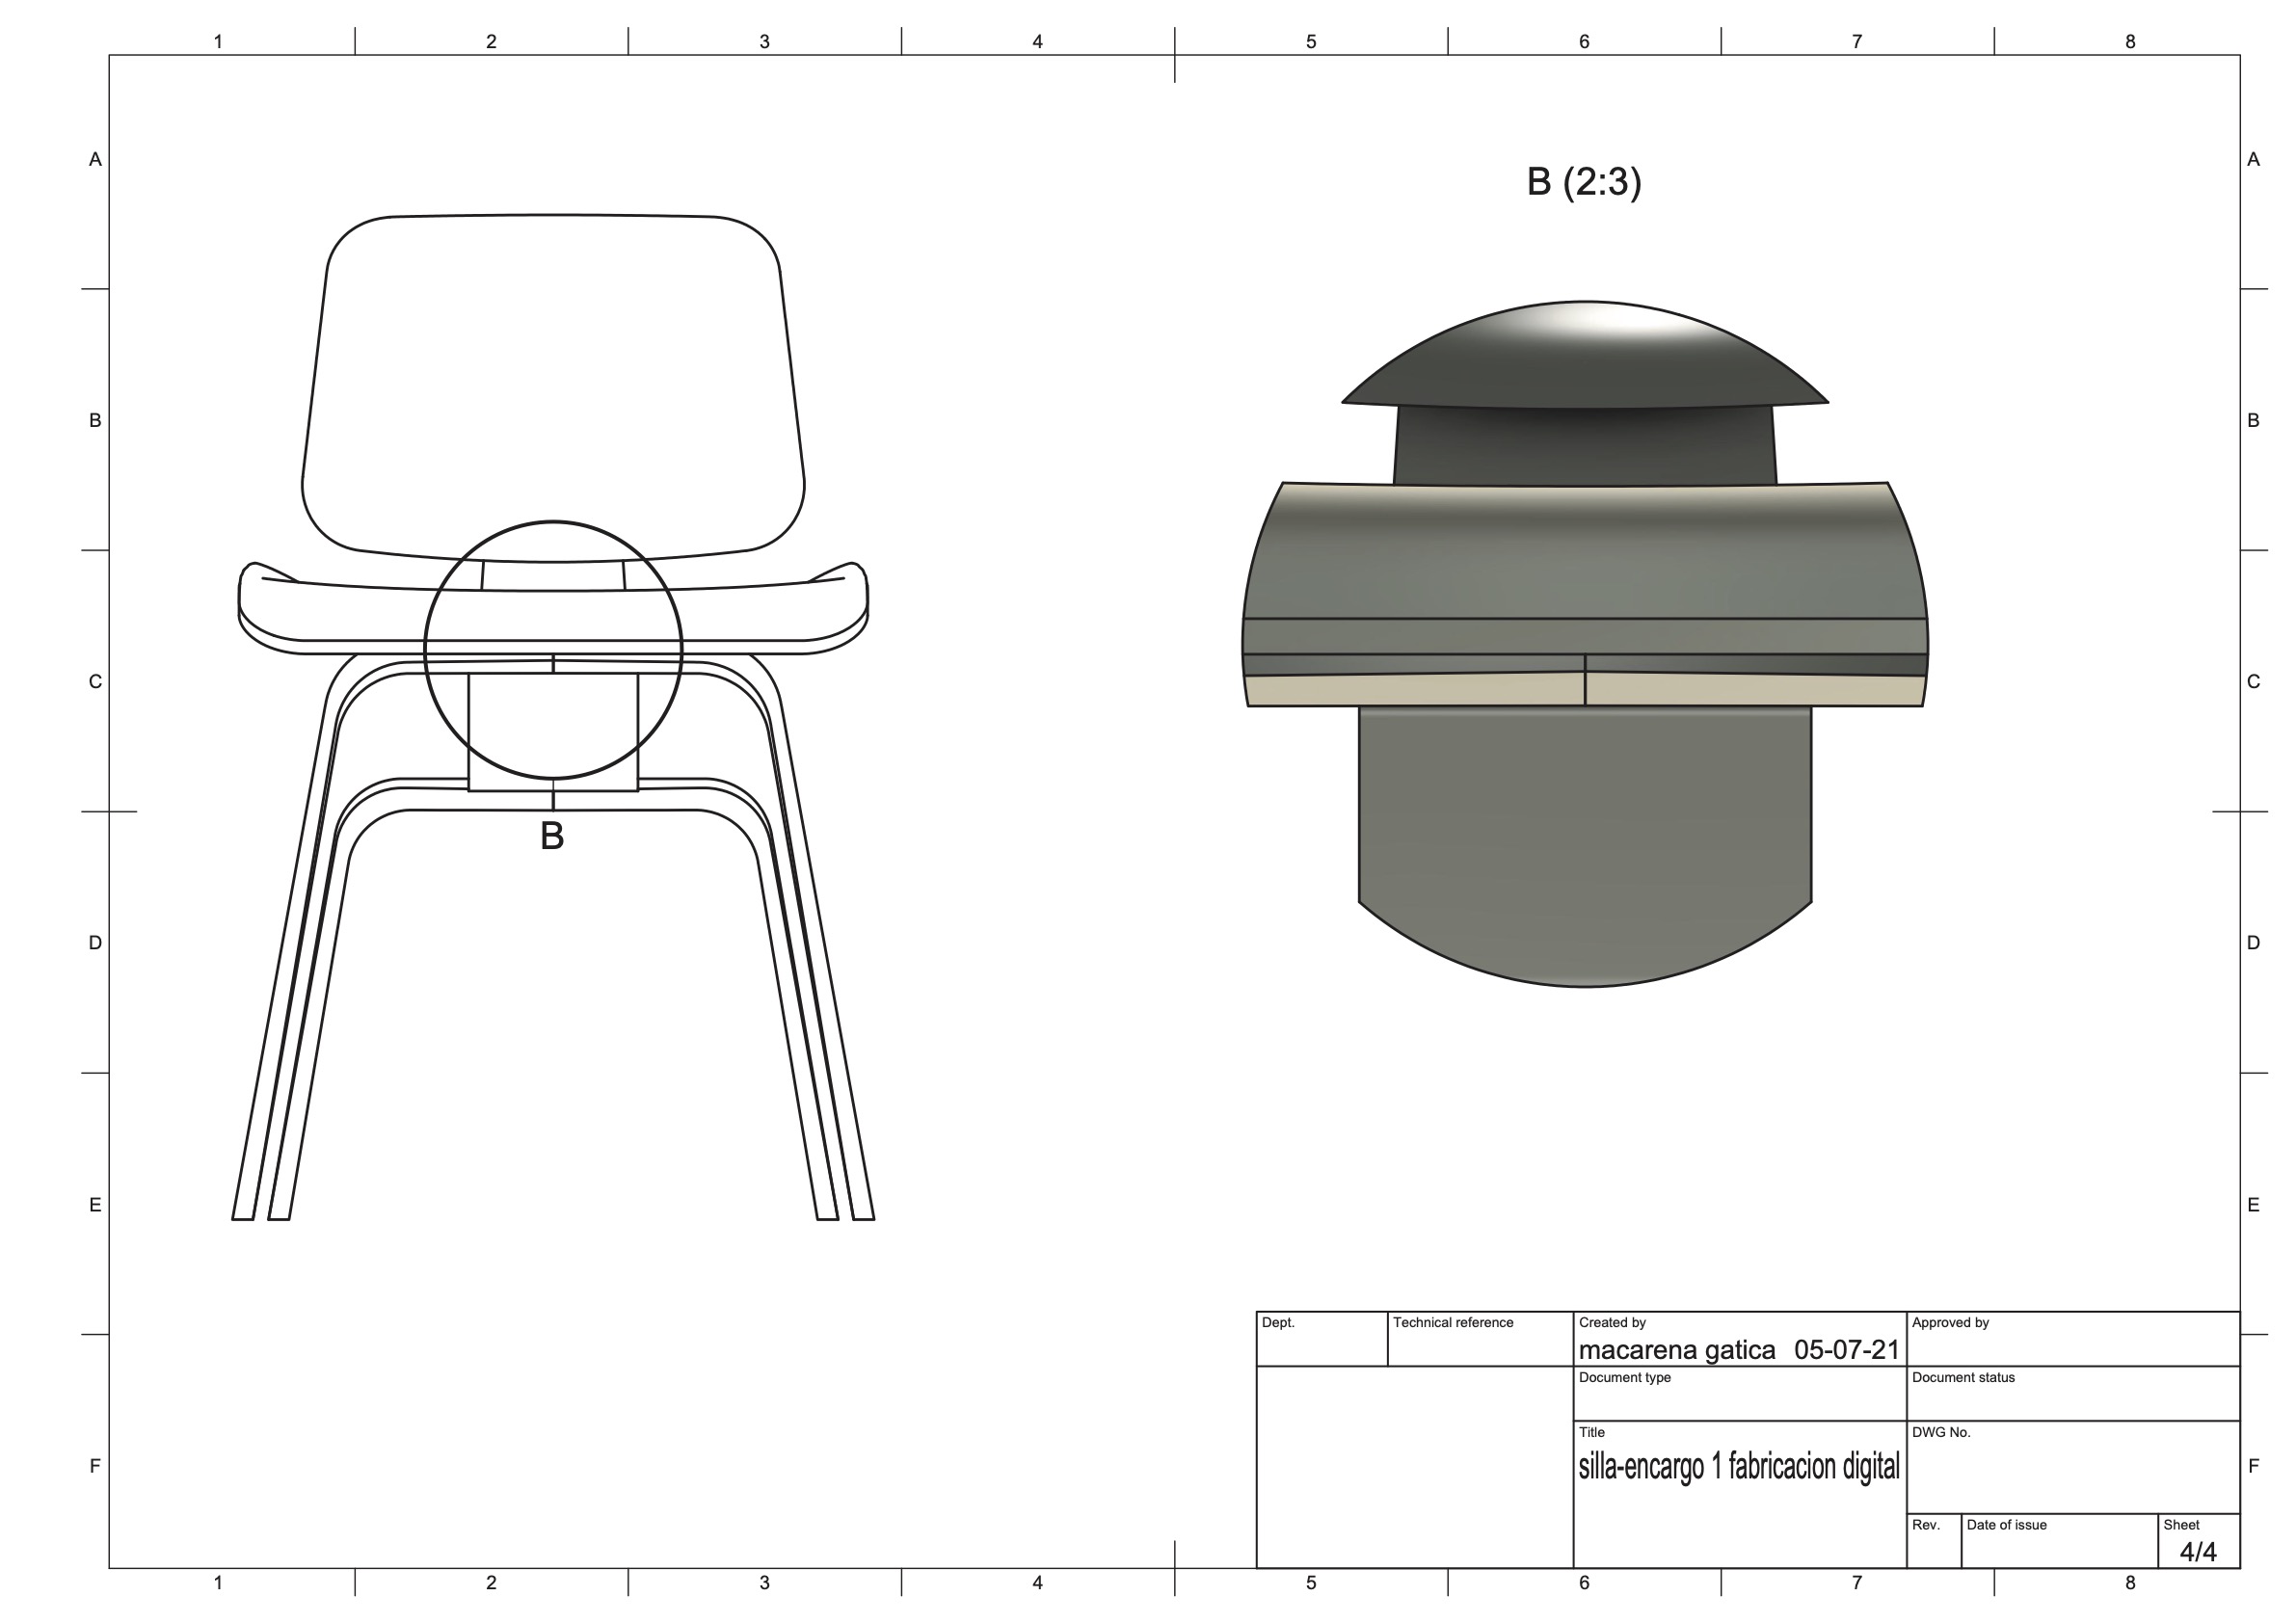 1 2 3 4 5 6 7 8
A A
B (2:3)
B B
C C
B
D D
E E
Dept. Technical reference Created by Approved by
macarena gatica 05-07-21
Document type Document status
Title DWG No.
silla-encargo 1 fabricacion digital
F F
Rev. Date of issue Sheet
4/4
1 2 3 4 5 6 7 8